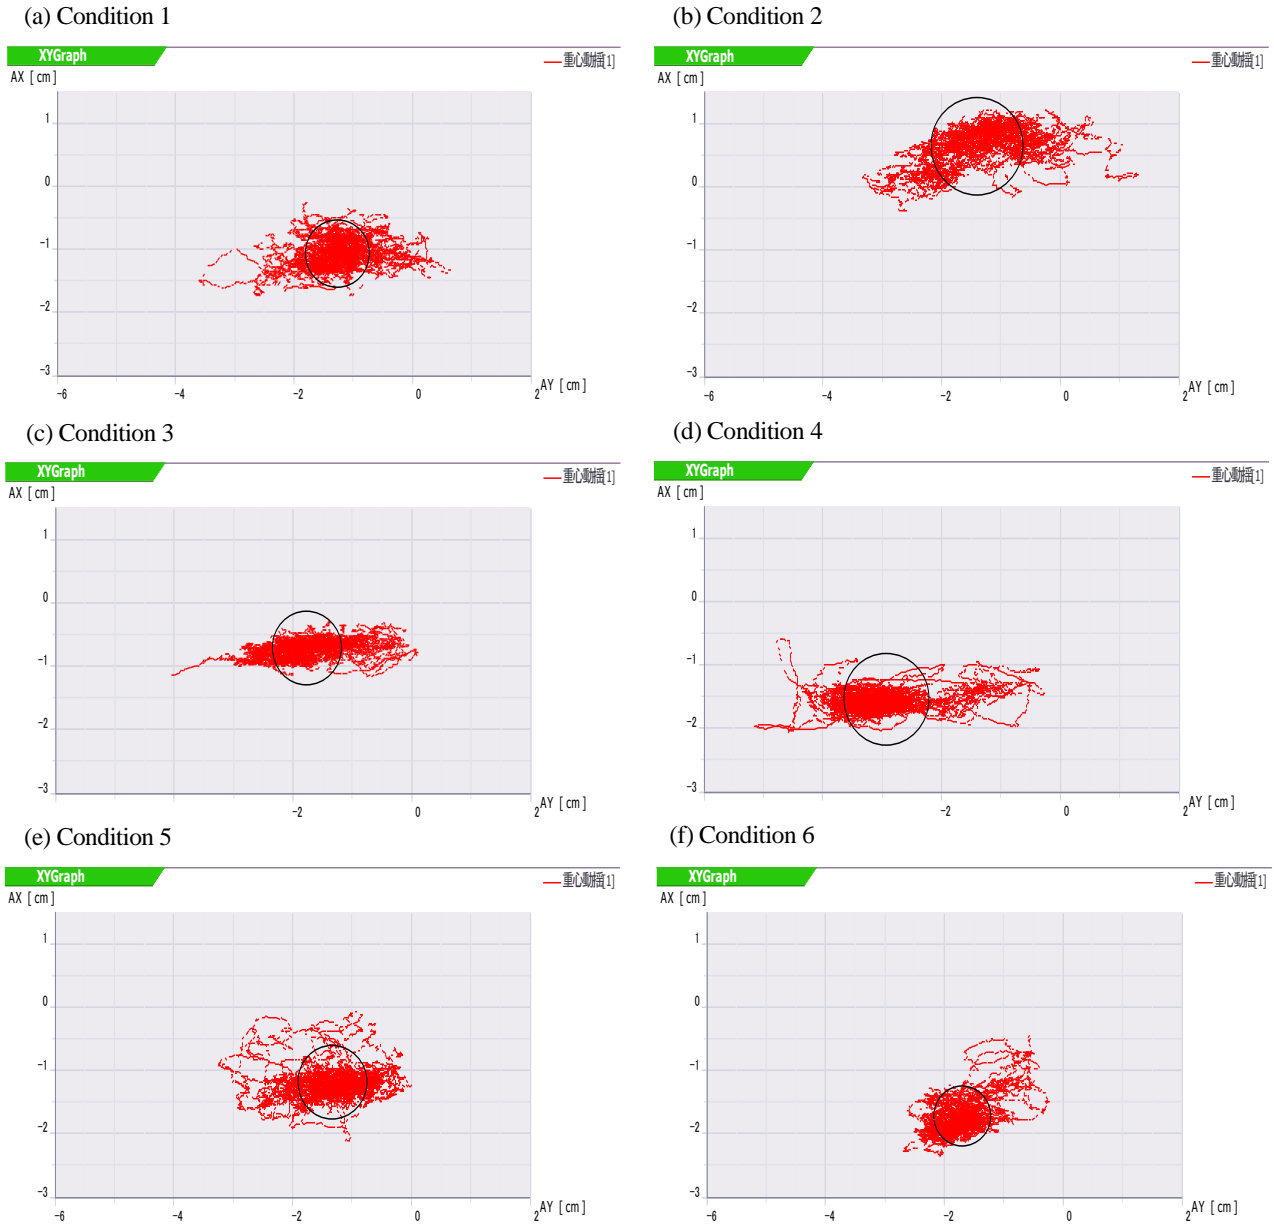 (a) Condition 1
XYGraph
重心動揺[1]
AX [cm]
1
0
-1
-2
-3
-6
-4
-2
0
2
AY [cm]
(b) Condition 2
XYGraph
重心動揺[1]
AX [cm]
1
0
-1
-2
-3
-6
-4
-2
0
2
AY [cm]
(c) Condition 3
XYGraph
重心動揺[1]
AX [cm]
1
0
-1
-2
-3
-2
0
2
AY [cm]
(d) Condition 4
XYGraph
重心動揺[1]
AX [cm]
1
0
-1
-2
-3
-6
-4
-2
0
2
AY [cm]
(e) Condition 5
XYGraph
重心動揺[1]
AX [cm]
1
0
-1
-2
-3
-6
-4
-2
0
2
AY [cm]
(f) Condition 6
XYGraph
重心動揺[1]
AX [cm]
1
0
-1
-2
-3
-6
-4
-2
0
2
AY [cm]